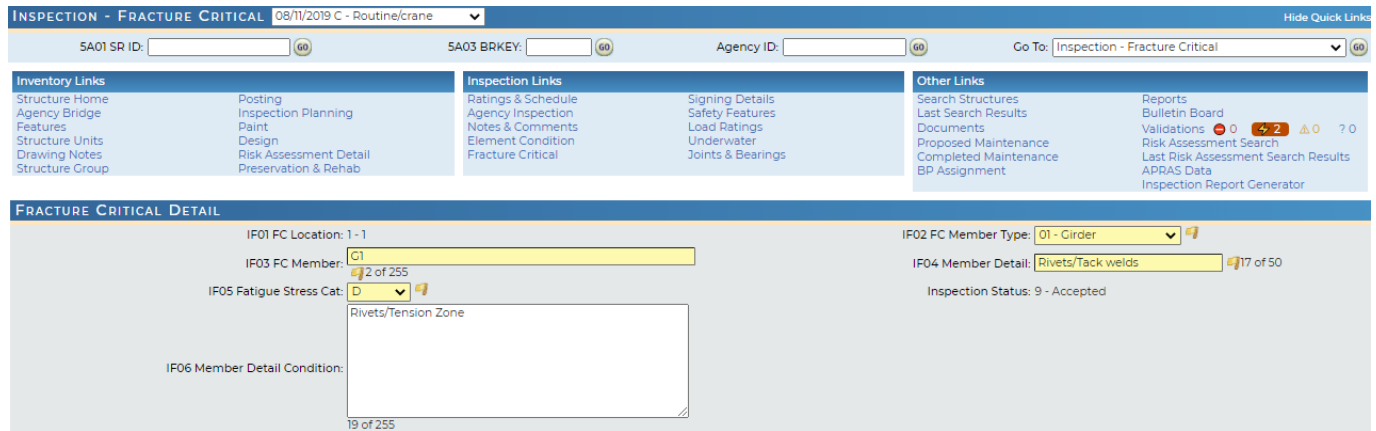 INSPECTION - FRACTURE CRITICAL 08/11/2019 C - Routine/crane Hide Quick Links
5A01 SR ID: GO 5A03 BRKEY: GO Agency ID: GO Go To: Inspection - Fracture Critical GO
Inventory Links Inspection Links Other Links
Structure Home Posting Ratings & Schedule Signing Details Search Structures Reports
Agency Bridge Inspection Planning Agency Inspection Safety Features Last Search Results Bulletin Board
Features Paint Notes & Comments Load Ratings Documents Validations 0 2 0 ? 0
Structure Units Design Element Condition Underwater Proposed Maintenance Risk Assessment Search
Drawing Notes Risk Assessment Detail Fracture Critical Joints & Bearings Completed Maintenance Last Risk Assessment Search Results
Structure Group Preservation & Rehab BP Assignment APRAS Data
Inspection Report Generator
FRACTURE CRITICAL DETAIL
IF01 FC Location: 1 - 1 IF02 FC Member Type: 01 - Girder
IF03 FC Member: G1 IF04 Member Detail: Rivets/Tack welds 17 of 50
2 of 255
IF05 Fatigue Stress Cat: D Inspection Status: 9 - Accepted
Rivets/Tension Zone
IF06 Member Detail Condition:
19 of 255